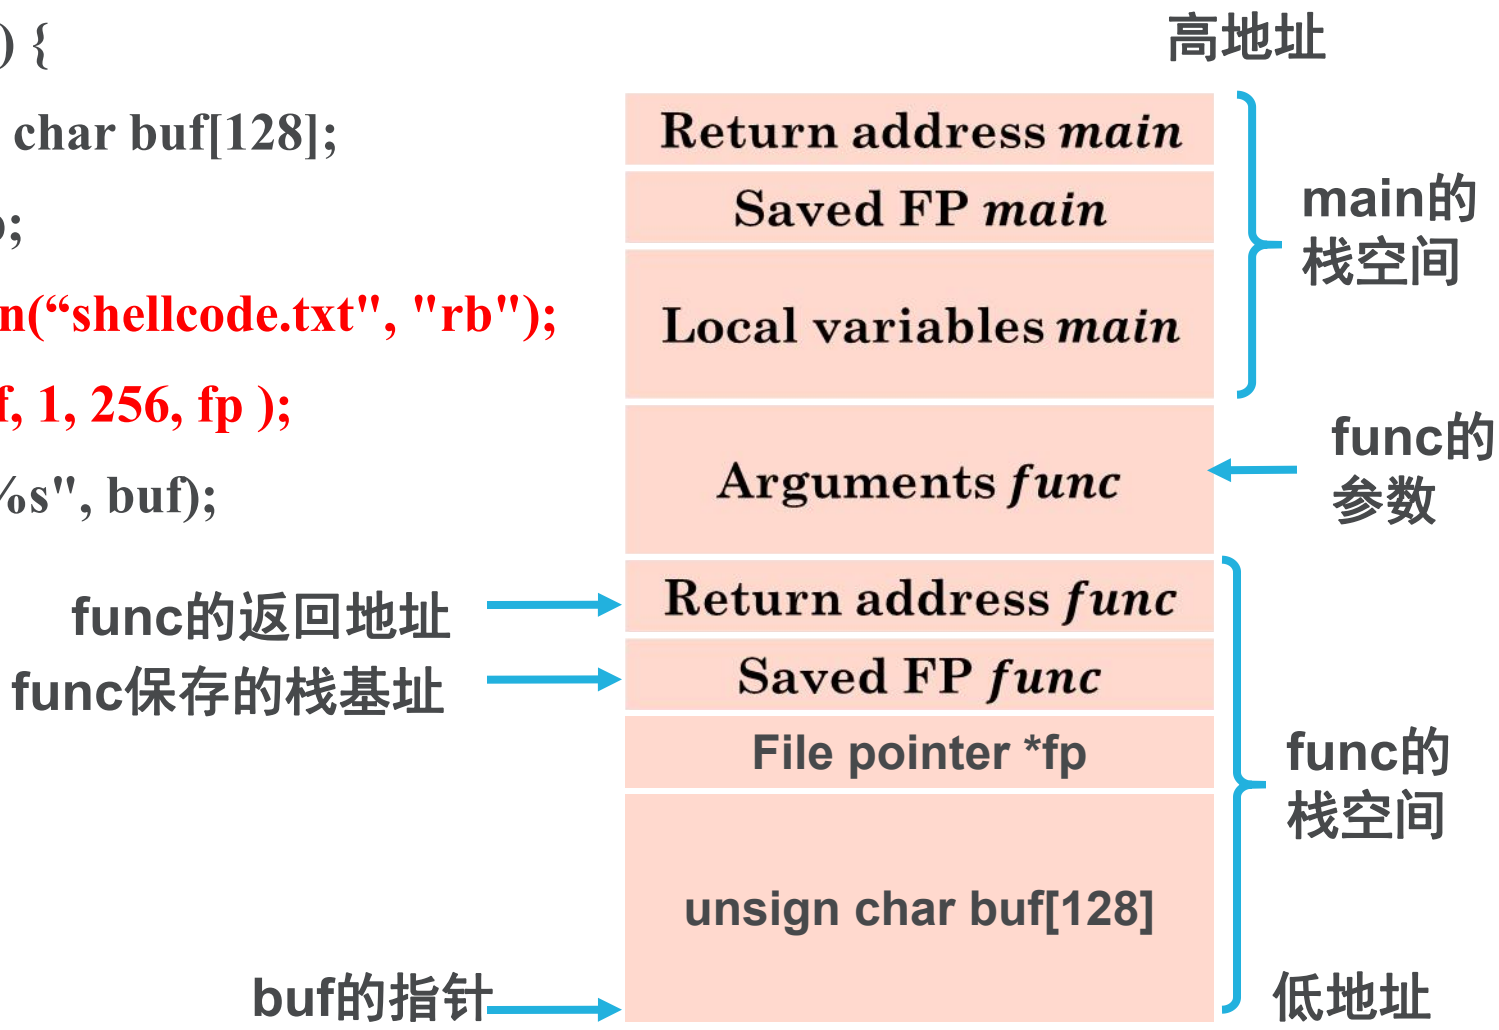 ) {
char buf[128];
;
n(“shellcode.txt", "rb");
, 1, 256, fp );
%s", buf);
func的返回地址
func保存的栈基址
buf的指针
高地址
Return address main
Saved FP main
Local variables main
Arguments func
Return address func
Saved FP func
File pointer *fp
unsign char buf[128]
main的
栈空间
func的
参数
func的
栈空间
低地址